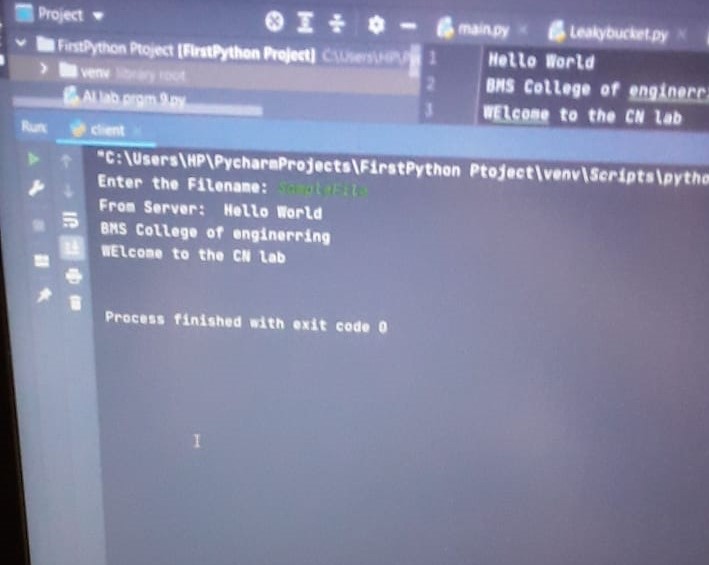 Project
main.py
Leakybucket.py
FirstPython Ptoject [FirstPython Project] C:\Users\HP\P
venv library root
AI lab prgm 9.py
1 Hello World
2 BMS College of enginerr
3 WElcome to the CN lab
Run: client
"C:\Users\HP\PycharmProjects\FirstPython Ptoject\venv\Scripts\pytho
Enter the Filename: SampleFile
From Server: Hello World
BMS College of enginerring
WElcome to the CN lab
Process finished with exit code 0